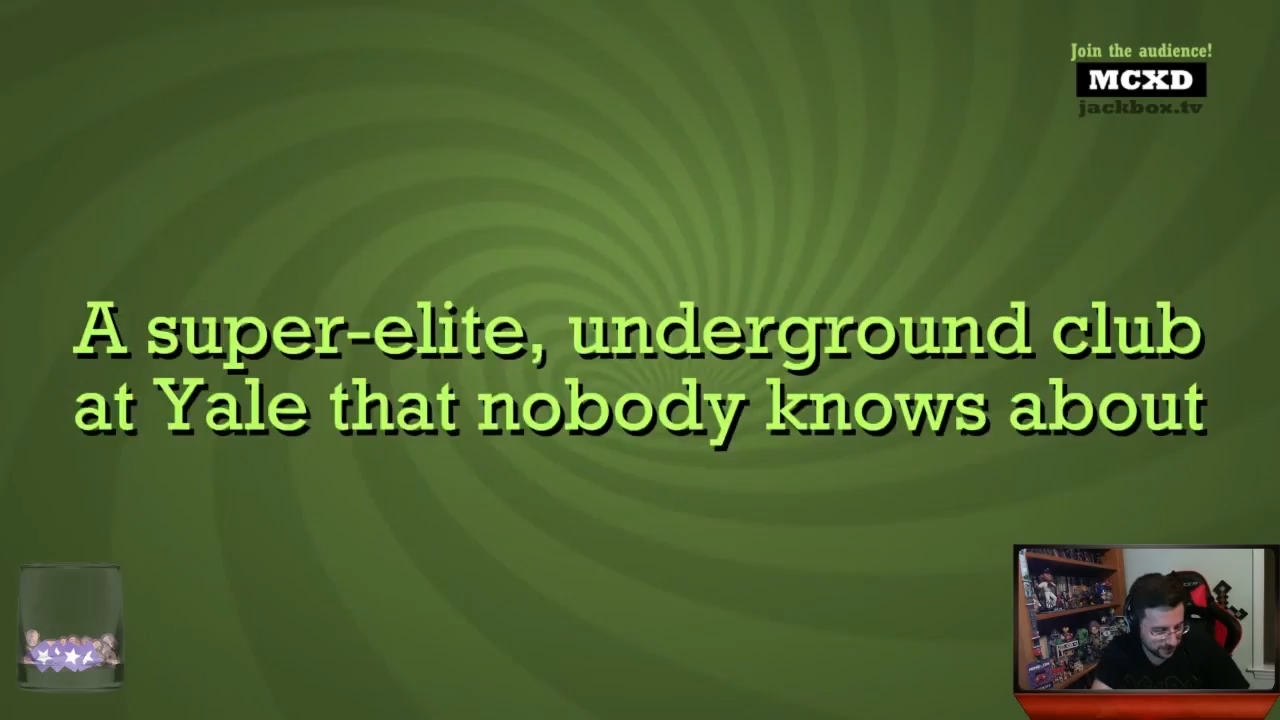 Join the audience!
MCXD
jackbox.tv
A super-elite, underground club
at Yale that nobody knows about